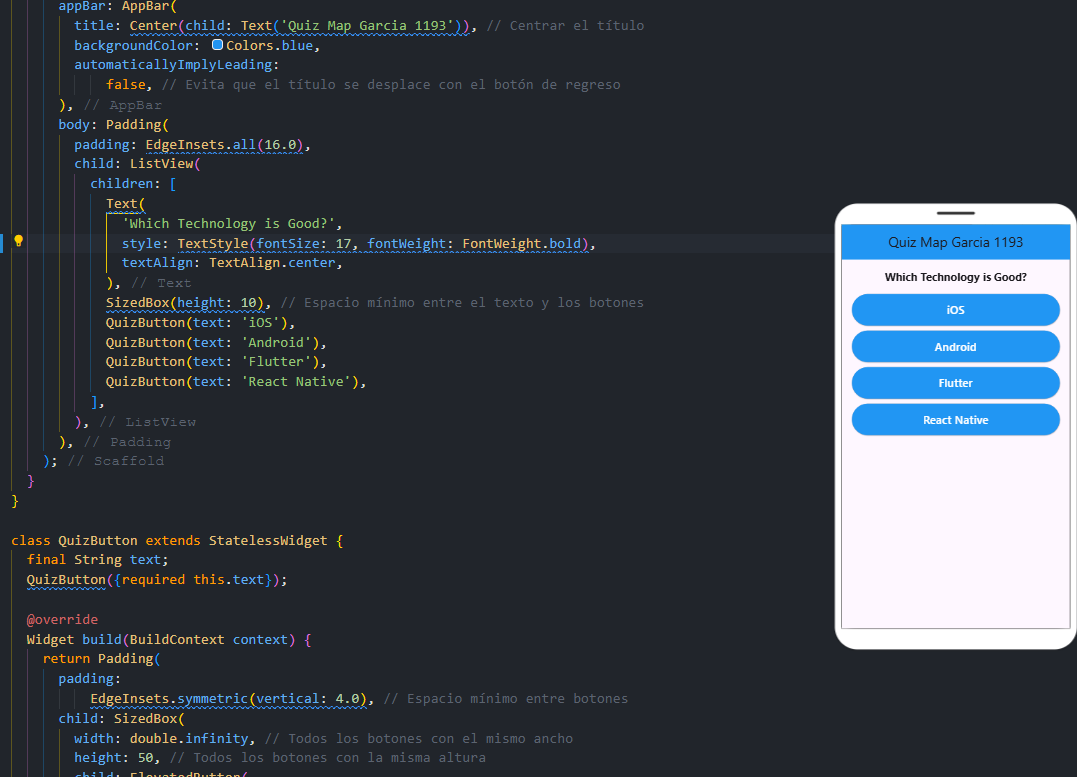 appBar: AppBar(
title: Center(child: Text('Quiz Map Garcia 1193')), // Centrar el título
backgroundColor: Colors.blue,
automaticallyImplyLeading:
false, // Evita que el título se desplace con el botón de regreso
), // AppBar
body: Padding(
padding: EdgeInsets.all(16.0),
child: ListView(
children: [
Text(
'Which Technology is Good?',
style: TextStyle(fontSize: 17, fontWeight: FontWeight.bold),
textAlign: TextAlign.center,
), // Text
SizedBox(height: 10), // Espacio mínimo entre el texto y los botones
QuizButton(text: 'iOS'),
QuizButton(text: 'Android'),
QuizButton(text: 'Flutter'),
QuizButton(text: 'React Native'),
],
), // ListView
), // Padding
); // Scaffold
}
}
class QuizButton extends StatelessWidget {
final String text;
QuizButton({required this.text});
@override
Widget build(BuildContext context) {
return Padding(
padding:
EdgeInsets.symmetric(vertical: 4.0), // Espacio mínimo entre botones
child: SizedBox(
width: double.infinity, // Todos los botones con el mismo ancho
height: 50, // Todos los botones con la misma altura
child: ElevatedButton(
Quiz Map Garcia 1193
Which Technology is Good?
iOS
Android
Flutter
React Native